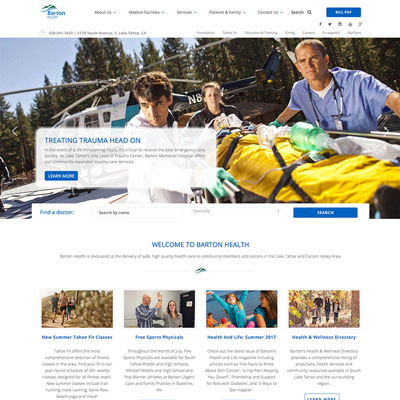 Barton
Health
About Us
Medical Facilities
Services
Patients & Family
Contact
Search
BILL PAY
530.541.3420 | 2170 South Avenue, S. Lake Tahoe, CA
Foundation
Tahoe Fit
Education & Training
Giving
Careers
En español
MyChart
N8
TREATING TRAUMA HEAD ON
In the event of a life-threatening injury, it's critical to receive the best emergency care,
quickly. As Lake Tahoe's only Level III Trauma Center, Barton Memorial Hospital offers
our community expanded trauma care services.
LEARN MORE
Find a doctor:
Search by name
Specialty
SEARCH
WELCOME TO BARTON HEALTH
Barton Health is dedicated to the delivery of safe, high quality health care to community members and visitors in the Lake Tahoe and Carson Valley Area.
New Summer Tahoe Fit Classes
Tahoe Fit offers the most
comprehensive selection of fitness
classes in the area. Find your fit in our
year-round schedule of 20+ weekly
classes, designed for all fitness levels.
New Summer classes include trail
running, track running, barre flow,
beach yoga and more!
Free Sports Physicals
Throughout the month of July, free
Sports Physicals are available for South
Tahoe Middle and High Schools,
Whittell Middle and High School and
Pop Warner athletes at Barton Urgent
Care and Family Practice in Stateline,
NV.
Health And Life: Summer 2017
Check out the latest issue of Barton's
Health and Life magazine including
articles such as 'Five Facts to Know
About Skin Cancer', 'Is Hip Pain Keeping
You Down?', 'Friendship and Support
for Kids with Diabetes', and '6 Ways to
Get Happier'.
Health & Wellness Directory
Barton's Health & Wellness Directory
provides a comprehensive listing of
physicians, health services and
community resources available in South
Lake Tahoe and the surrounding
region.
LEARN MORE